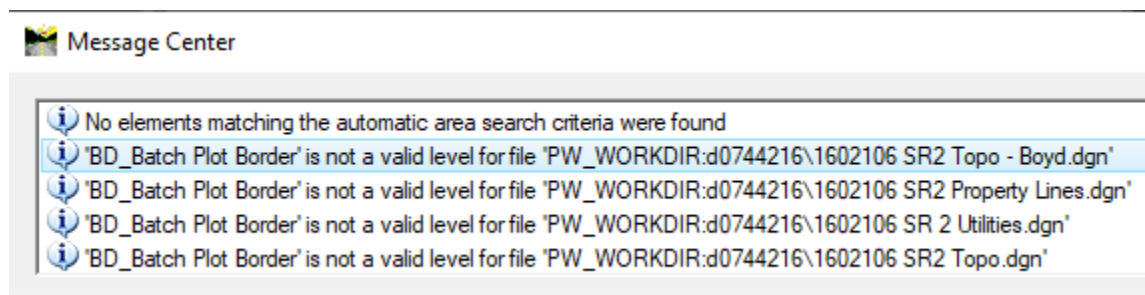 Message Center
No elements matching the automatic area search criteria were found
'BD_Batch Plot Border' is not a valid level for file 'PW_WORKDIR:d0744216\1602106 SR2 Topo - Boyd.dgn'
'BD_Batch Plot Border' is not a valid level for file 'PW_WORKDIR:d0744216\1602106 SR2 Property Lines.dgn'
'BD_Batch Plot Border' is not a valid level for file 'PW_WORKDIR:d0744216\1602106 SR 2 Utilities.dgn'
'BD_Batch Plot Border' is not a valid level for file 'PW_WORKDIR:d0744216\1602106 SR2 Topo.dgn'